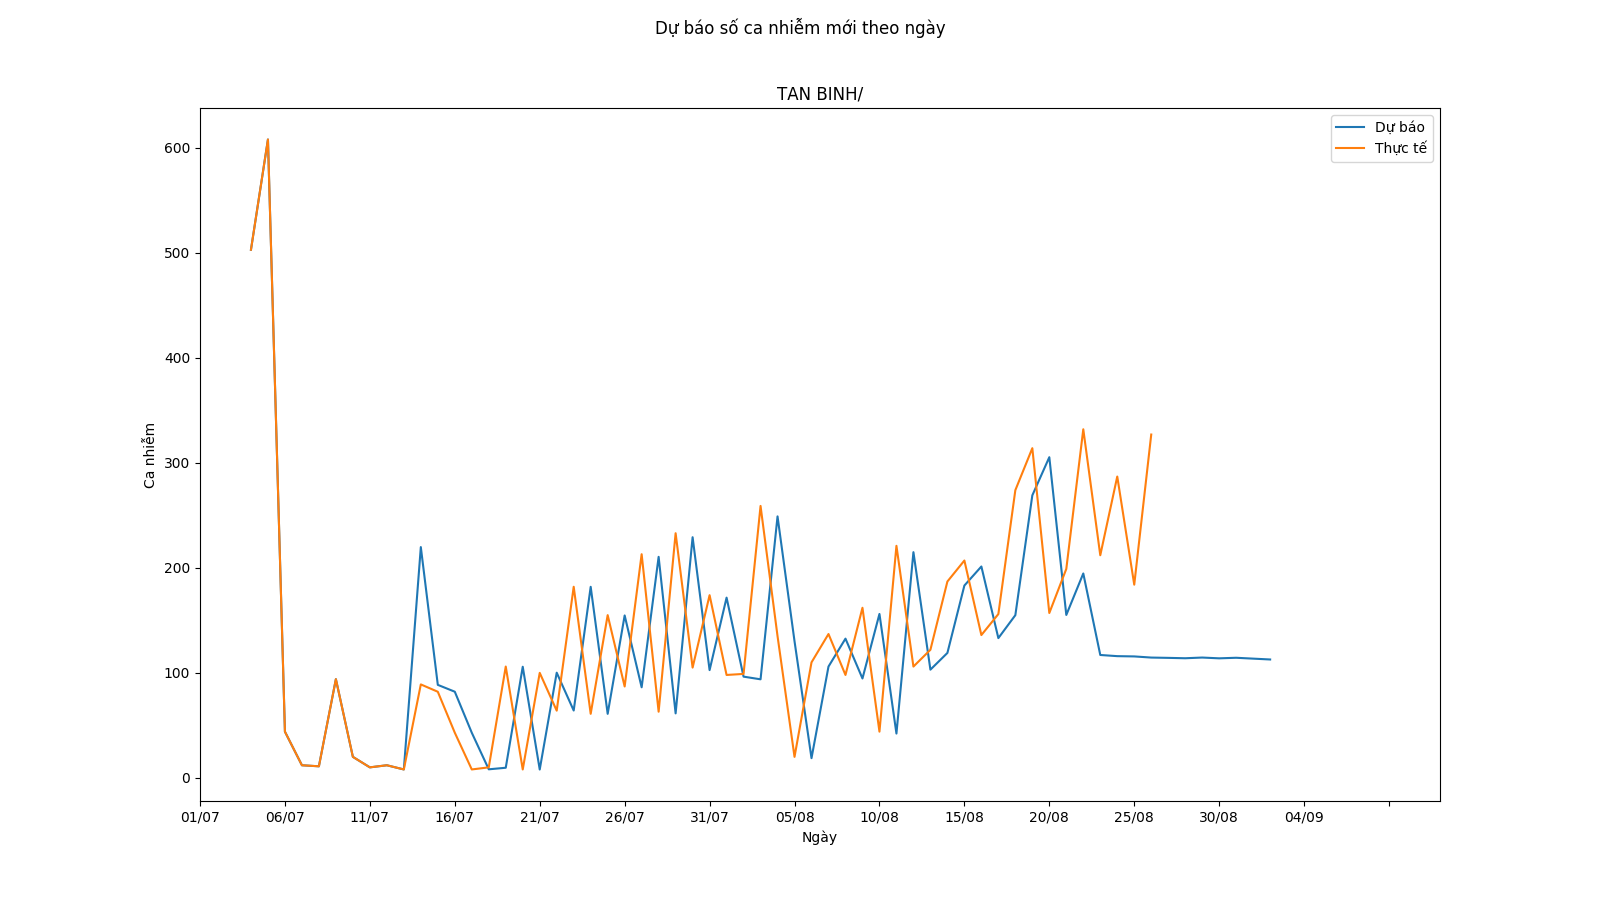 Dự báo số ca nhiễm mới theo ngày
TAN BINH/
Dự báo
Thực tế
600
500
400
300
200
100
0
Ca nhiễm
01/07 06/07 11/07 16/07 21/07 26/07 31/07 05/08 10/08 15/08 20/08 25/08 30/08 04/09
Ngày